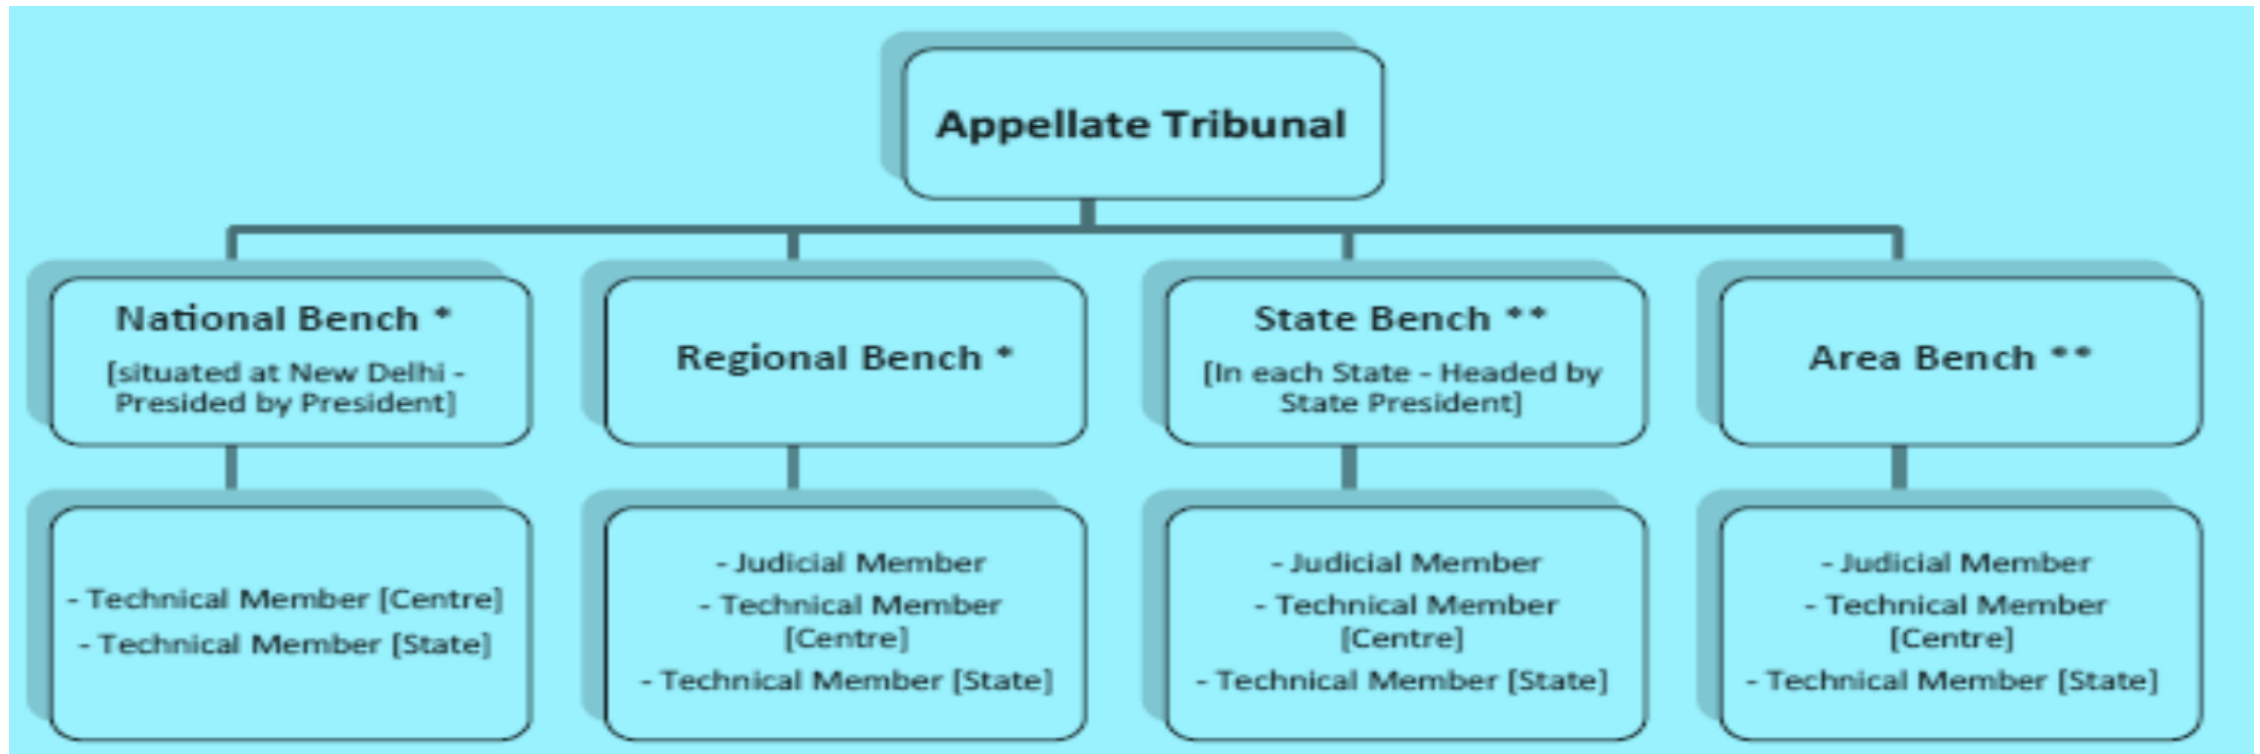 Appellate Tribunal
National Bench *
[situated at New Delhi -
Presided by President]
Regional Bench *
State Bench **
[In each State - Headed by
State President]
Area Bench **
- Technical Member [Centre]
- Technical Member [State]
- Judicial Member
- Technical Member
[Centre]
- Technical Member [State]
- Judicial Member
- Technical Member
[Centre]
- Technical Member [State]
- Judicial Member
- Technical Member
[Centre]
- Technical Member [State]